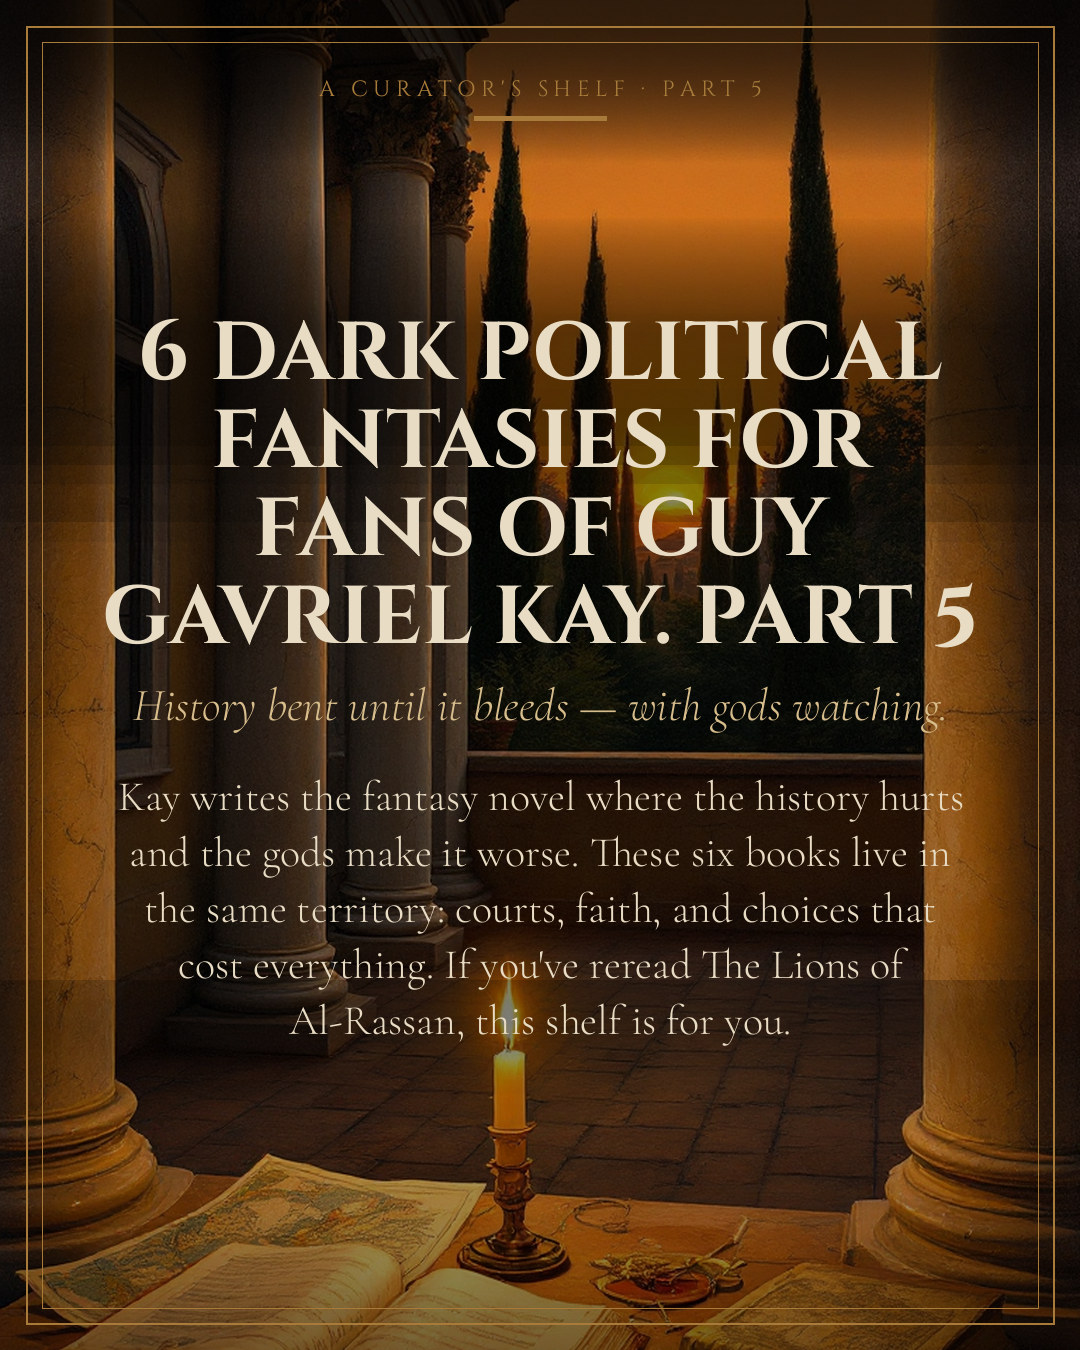 A CURATOR'S SHELF · PART 5
6 DARK POLITICAL
FANTASIES FOR
FANS OF GUY
GAVRIEL KAY. PART 5
History bent until it bleeds — with gods watching.
Kay writes the fantasy novel where the history hurts
and the gods make it worse. These six books live in
the same territory: courts, faith, and choices that
cost everything. If you've reread The Lions of
Al-Rassan, this shelf is for you.